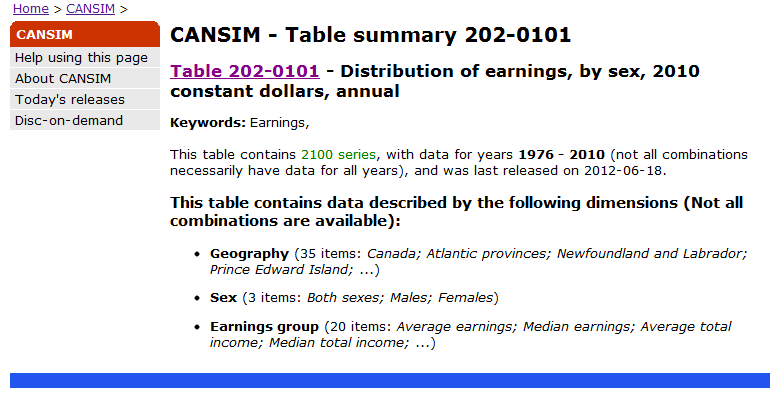 Home > CANSIM >
CANSIM
Help using this page
About CANSIM
Today's releases
Disc-on-demand
CANSIM - Table summary 202-0101
Table 202-0101 - Distribution of earnings, by sex, 2010
constant dollars, annual
Keywords: Earnings,
This table contains 2100 series, with data for years 1976 - 2010 (not all combinations
necessarily have data for all years), and was last released on 2012-06-18.
This table contains data described by the following dimensions (Not all
combinations are available):
• Geography (35 items: Canada; Atlantic provinces; Newfoundland and Labrador;
Prince Edward Island; ...)
• Sex (3 items: Both sexes; Males; Females)
• Earnings group (20 items: Average earnings; Median earnings; Average total
income; Median total income; ...)